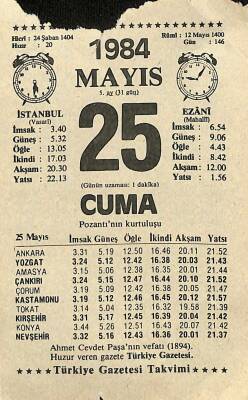 Hicrî : 24 Şaban 1404
Hızır : 20
1984
Rûmî : 12 Mayıs 1400
Gün : 146
MAYIS
5. ay (31 gün)
İSTANBUL
(Vasatî)
İmsak : 3.40
Güneş : 5.32
Öğle : 13.05
İkindi : 17.03
Akşam : 20.30
Yatsı : 22.13
25
EZANÎ
(Mahallî)
İmsak : 6.54
Güneş : 9.06
Öğle : 4.43
İkindi : 8.42
Akşam : 12.00
Yatsı : 1.56
(Günün uzaması: 1 dakika)
CUMA
Pozantı'nın kurtuluşu
25 Mayıs İmsak Güneş Öğle İkindi Akşam Yatsı
ANKARA 3.31 5.19 12.50 16.46 20.11 21.52
YOZGAT 3.24 5.12 12.42 16.38 20.03 21.43
AMASYA 3.15 5.06 12.38 16.35 20.01 21.44
ÇANKIRI 3.24 5.15 12.47 16.44 20.10 21.52
ÇORUM 3.19 5.09 12.42 16.39 20.05 21.47
KASTAMONU 3.19 5.12 12.46 16.45 20.12 21.57
TOKAT 3.14 5.04 12.35 16.32 19.58 21.39
KIRŞEHİR 3.31 5.17 12.45 16.39 20.04 21.42
KONYA 3.44 5.26 12.51 16.43 20.07 21.42
NEVŞEHİR 3.32 5.16 12.43 16.36 20.01 21.37
Ahmet Cevdet Paşa'nın vefatı (1894).
Huzur veren gazete Türkiye Gazetesi.
Türkiye Gazetesi Takvimi